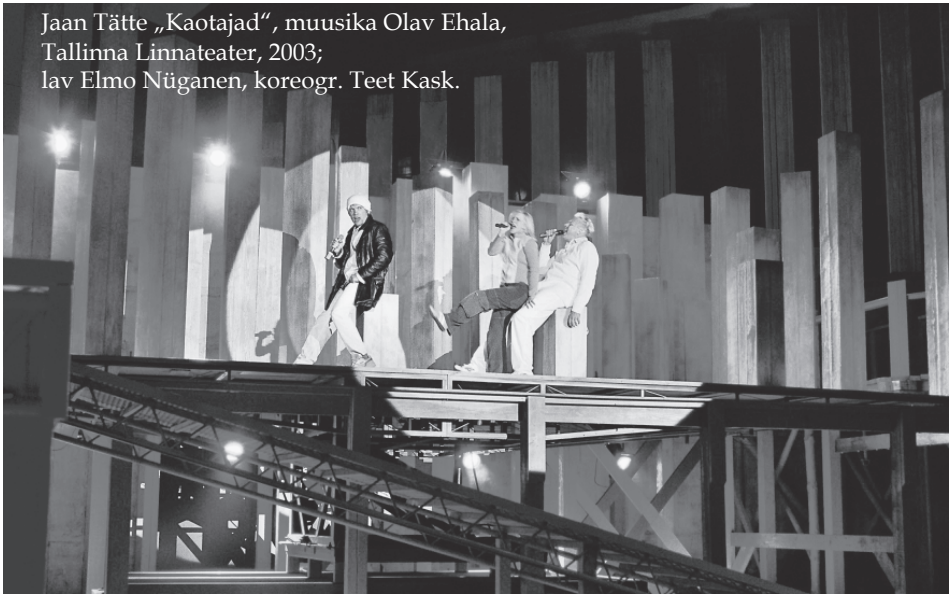 Jaan Tätte „Kaotajad“, muusika Olav Ehala,
Tallinna Linnateater, 2003;
lav Elmo Nüganen, koreogr. Teet Kask.